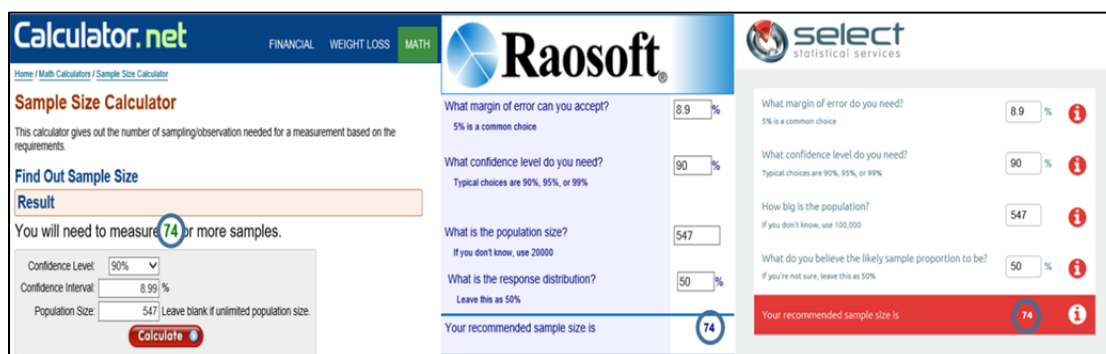 Calculator.net
FINANCIAL WEIGHT LOSS MATH
Home / Math Calculators / Sample Size Calculator
Sample Size Calculator
This calculator gives out the number of sampling/observation needed for a measurement based on the
requirements.
Find Out Sample Size
Result
You will need to measure 74 or more samples.
Confidence Level: 90%
Confidence Interval: 8.99 %
Population Size: 547 Leave blank if unlimited population size.
Calculate
Raosoft®
What margin of error can you accept? 8.9 %
5% is a common choice
What confidence level do you need? 90 %
Typical choices are 90%, 95%, or 99%
What is the population size? 547
If you don't know, use 20000
What is the response distribution? 50 %
Leave this as 50%
Your recommended sample size is 74
select
statistical services
What margin of error do you need? 8.9 %
5% is a common choice
What confidence level do you need? 90 %
Typical choices are 90%, 95%, or 99%
How big is the population? 547
If you don't know, use 100,000
What do you believe the likely sample proportion to be? 50 %
If you're not sure, leave this as 50%
Your recommended sample size is 74